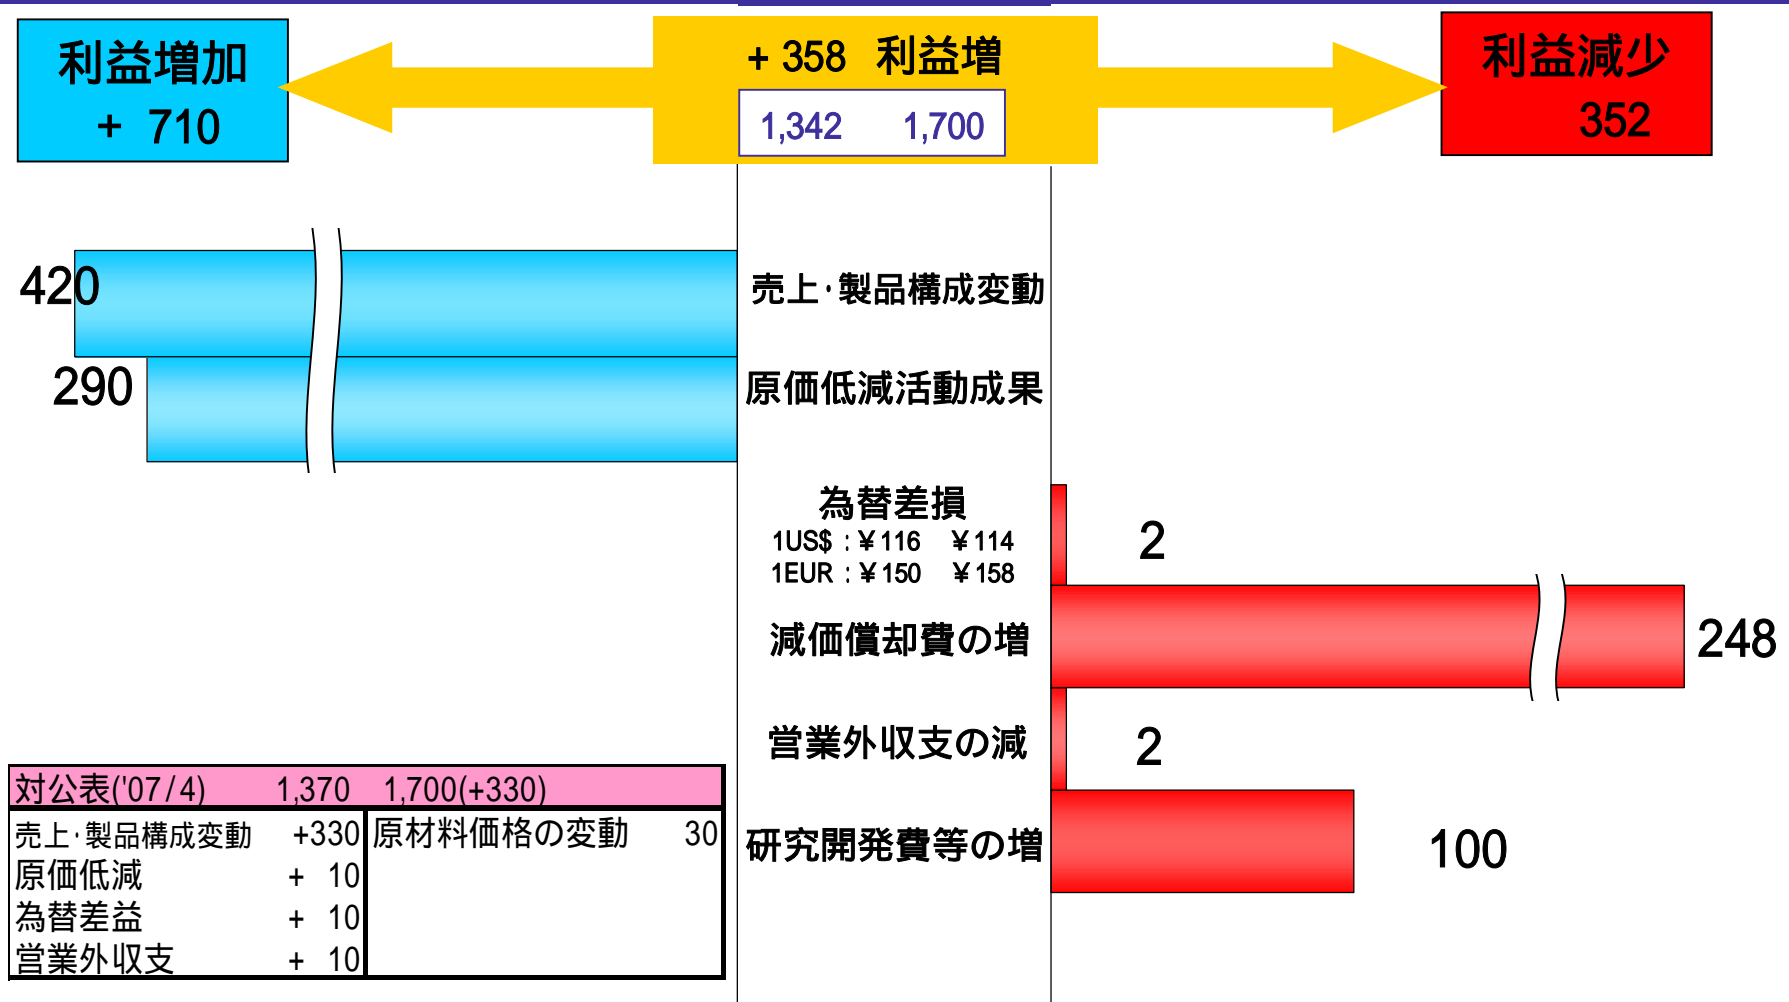 利益増加
+ 710
+ 358 利益増
1,342 1,700
利益減少
352
420
売上・製品構成変動
290
原価低減活動成果
為替差損
1US$ : ¥116 ¥114
1EUR : ¥150 ¥158
2
減価償却費の増
248
営業外収支の減
2
研究開発費等の増
100
対公表('07/4) 1,370 1,700(+330)
売上・製品構成変動 +330 原材料価格の変動 30
原価低減 + 10
為替差益 + 10
営業外収支 + 10